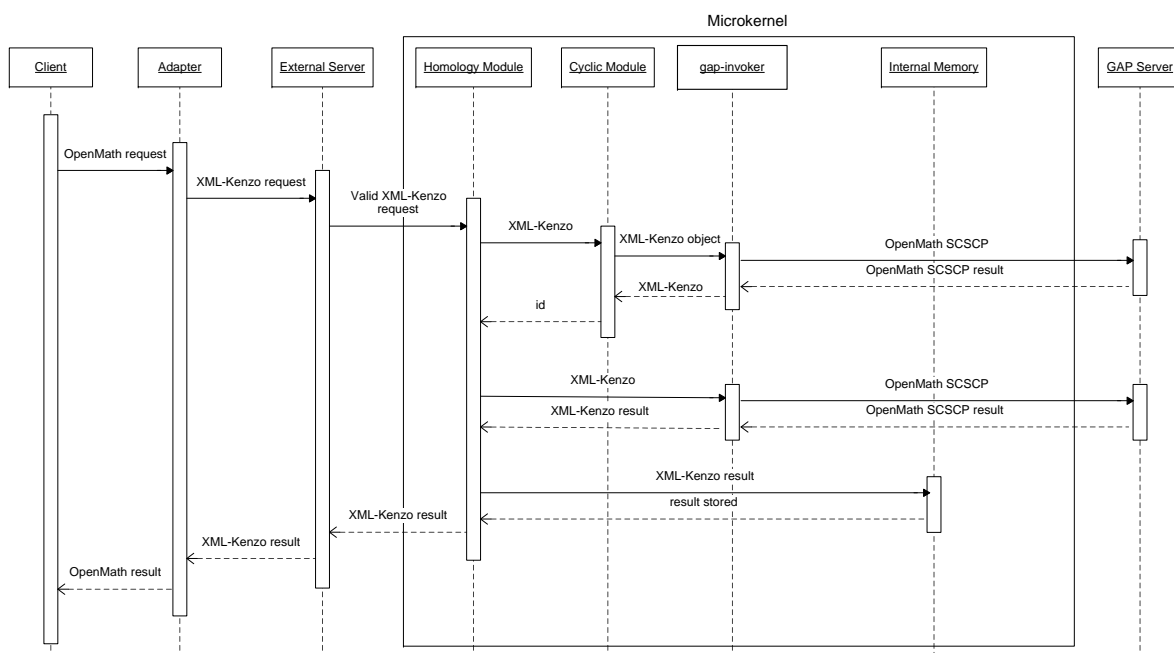 Microkernel
Client
Adapter
External Server
Homology Module
Cyclic Module
gap-invoker
Internal Memory
GAP Server
OpenMath request
XML-Kenzo request
Valid XML-Kenzo
request
XML-Kenzo
XML-Kenzo object
OpenMath SCSCP
OpenMath SCSCP result
XML-Kenzo
id
XML-Kenzo
OpenMath SCSCP
XML-Kenzo result
OpenMath SCSCP result
XML-Kenzo result
result stored
XML-Kenzo result
XML-Kenzo result
OpenMath result